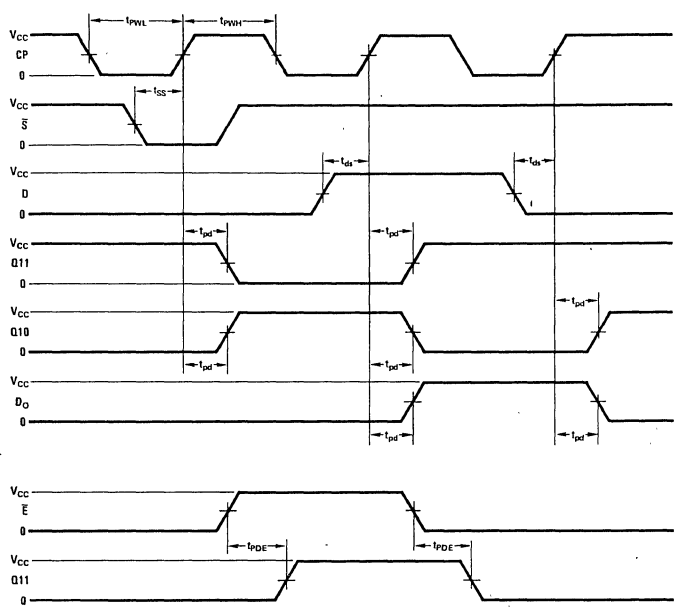 tPWL tPWH
VCC
CP
0
tSS
VCC
S̅
0
tds tds
VCC
D
0
tpd tpd
VCC
Q11
0
tpd
VCC
Q10
0
tpd tpd
VCC
DO
0
tpd tpd
VCC
E̅
0
tPDE tPDE
VCC
Q11
0